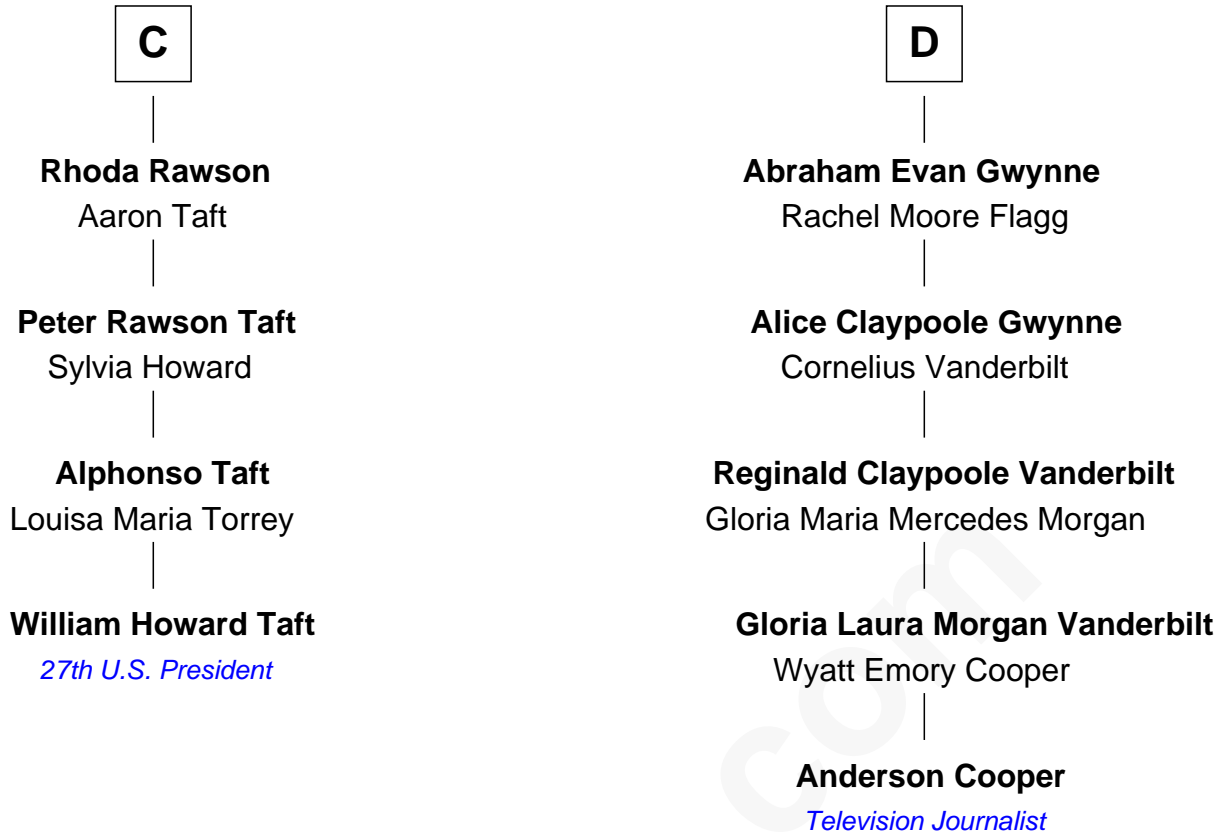 C
Rhoda Rawson
Aaron Taft
Peter Rawson Taft
Sylvia Howard
Alphonso Taft
Louisa Maria Torrey
William Howard Taft
27th U.S. President
D
Abraham Evan Gwynne
Rachel Moore Flagg
Alice Claypoole Gwynne
Cornelius Vanderbilt
Reginald Claypoole Vanderbilt
Gloria Maria Mercedes Morgan
Gloria Laura Morgan Vanderbilt
Wyatt Emory Cooper
Anderson Cooper
Television Journalist
com